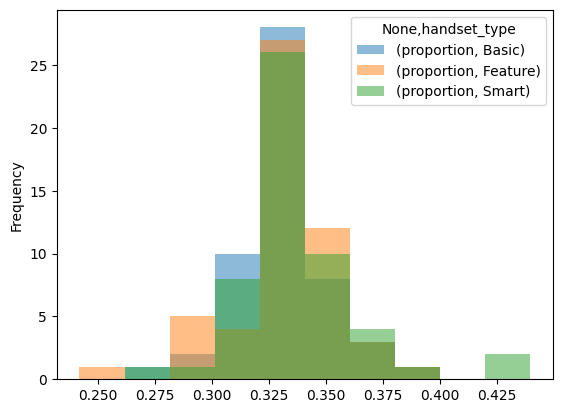 None,handset_type
(proportion, Basic)
(proportion, Feature)
(proportion, Smart)
Frequency
25
20
15
10
5
0
0.250 0.275 0.300 0.325 0.350 0.375 0.400 0.425